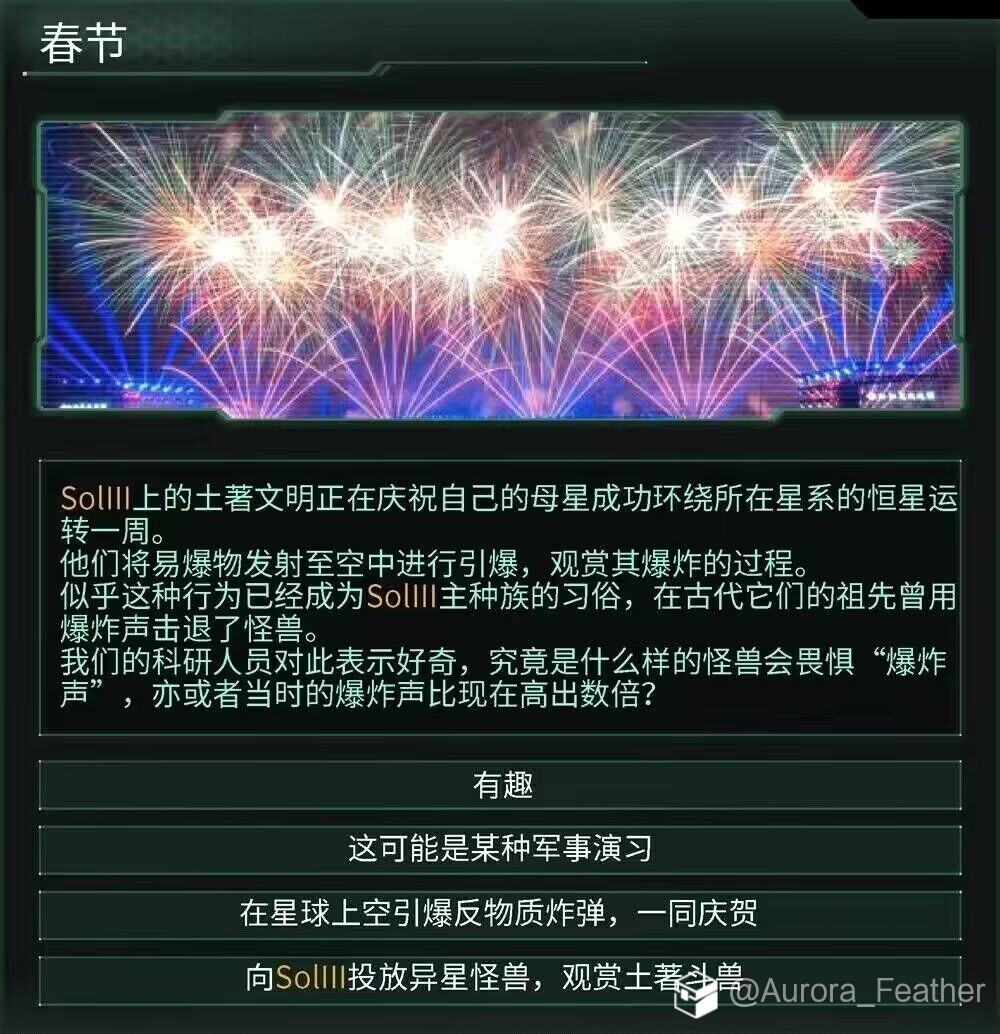 春节
SolIII上的土著文明正在庆祝自己的母星成功环绕所在星系的恒星运
转一周。
他们将易爆物发射至空中进行引爆，观赏其爆炸的过程。
似乎这种行为已经成为SolIII主种族的习俗，在古代它们的祖先曾用
爆炸声击退了怪兽。
我们的科研人员对此表示好奇，究竟是什么样的怪兽会畏惧“爆炸
声”，亦或者当时的爆炸声比现在高出数倍？
有趣
这可能是某种军事演习
在星球上空引爆反物质炸弹，一同庆贺
向SolIII投放异星怪兽，观赏土著斗兽
@Aurora_Feather